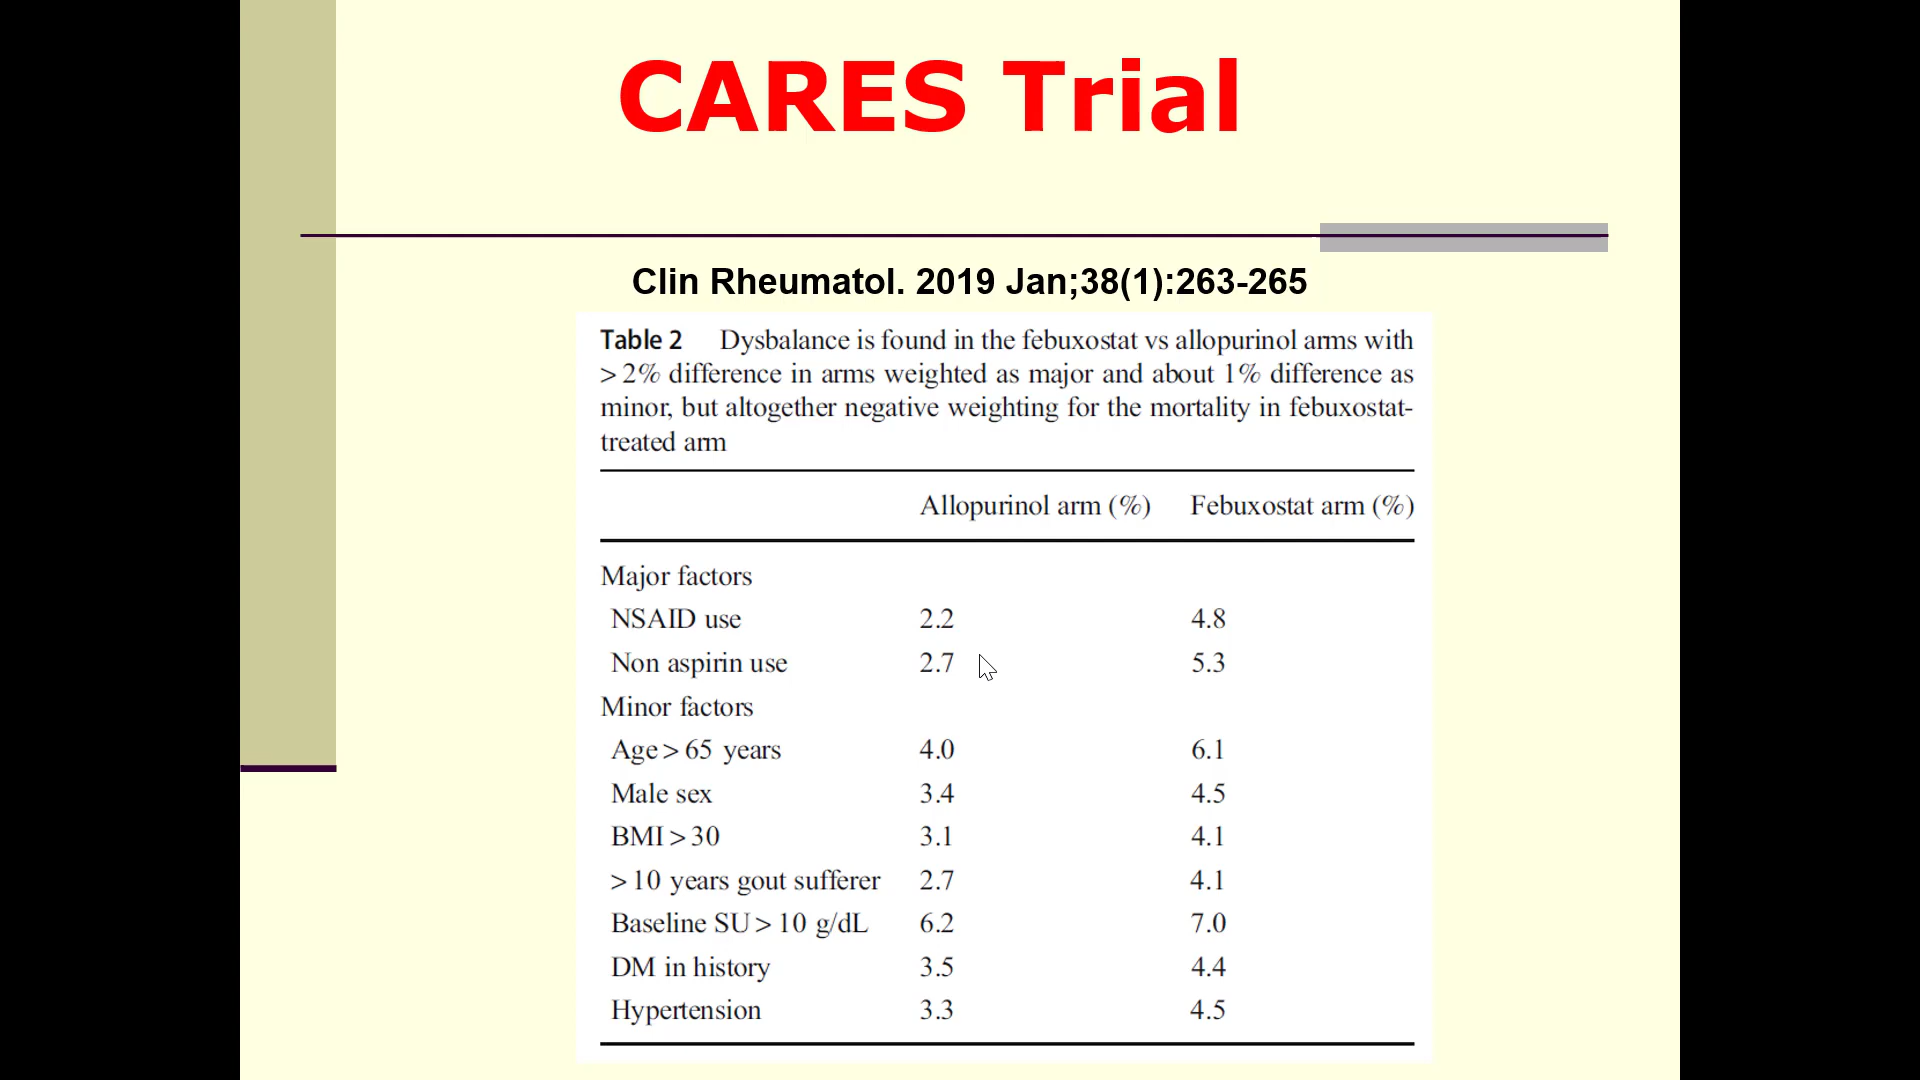 CARES Trial
Clin Rheumatol. 2019 Jan;38(1):263-265
Table 2 Dysbalance is found in the febuxostat vs allopurinol arms with
> 2% difference in arms weighted as major and about 1% difference as
minor, but altogether negative weighting for the mortality in febuxostat-
treated arm
Allopurinol arm (%) Febuxostat arm (%)
Major factors
NSAID use 2.2 4.8
Non aspirin use 2.7 5.3
Minor factors
Age > 65 years 4.0 6.1
Male sex 3.4 4.5
BMI > 30 3.1 4.1
> 10 years gout sufferer 2.7 4.1
Baseline SU > 10 g/dL 6.2 7.0
DM in history 3.5 4.4
Hypertension 3.3 4.5